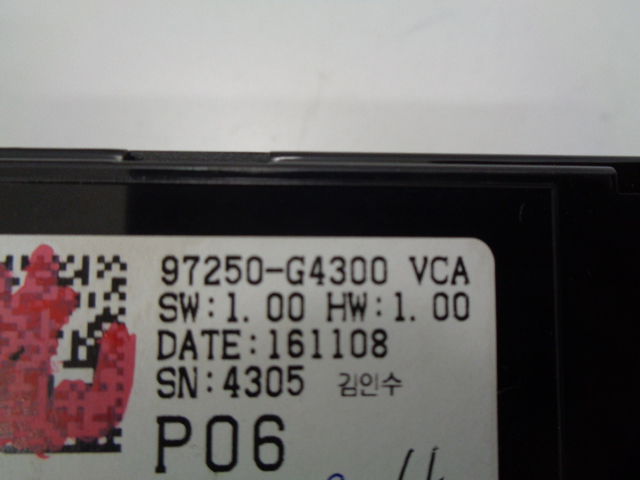 97250-G4300 VCA
SW:1.00 HW:1.00
DATE:161108
SN:4305 김인수
P06